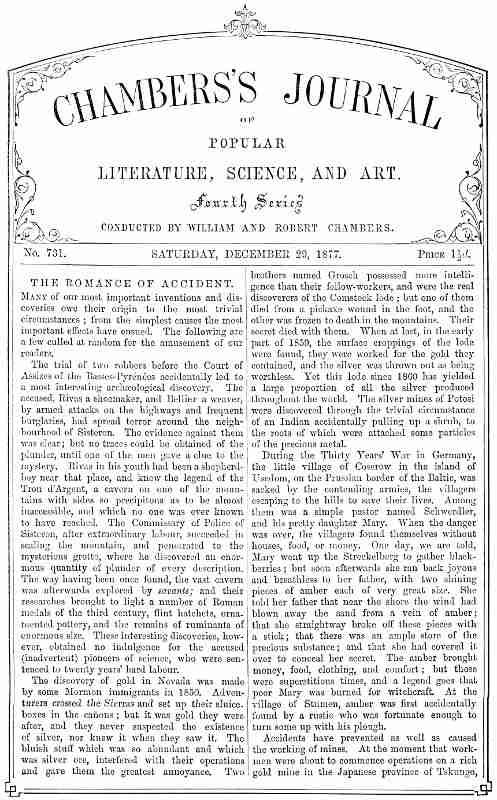 CHAMBERS'S JOURNAL
OF
POPULAR
LITERATURE, SCIENCE, AND ART.
Fourth Series
CONDUCTED BY WILLIAM AND ROBERT CHAMBERS.
No. 731. SATURDAY, DECEMBER 29, 1877. PRICE 1½d.
THE ROMANCE OF ACCIDENT.
MANY of our most important inventions and dis-
coveries owe their origin to the most trivial
circumstances; from the simplest causes the most
important effects have ensued. The following are
a few culled at random for the amusement of our
readers.
The trial of two robbers before the Court of
Assizes of the Basses-Pyrénées accidentally led to
a most interesting archæological discovery. The
accused, Rivas a shoemaker, and Bellier a weaver,
by armed attacks on the highways and frequent
burglaries, had spread terror around the neigh-
bourhood of Sisteron. The evidence against them
was clear; but no traces could be obtained of the
plunder, until one of the men gave a clue to the
mystery. Rivas in his youth had been a shepherd-
boy near that place, and knew the legend of the
Trou d'Argent, a cavern on one of the moun-
tains with sides so precipitous as to be almost
inaccessible, and which no one was ever known
to have reached. The Commissary of Police of
Sisteron, after extraordinary labour, succeeded in
scaling the mountain, and penetrated to the
mysterious grotto, where he discovered an enor-
mous quantity of plunder of every description.
The way having been once found, the vast cavern
was afterwards explored by savants; and their
researches brought to light a number of Roman
medals of the third century, flint hatchets, orna-
mented pottery, and the remains of ruminants of
enormous size. These interesting discoveries, how-
ever, obtained no indulgence for the accused
(inadvertent) pioneers of science, who were sen-
tenced to twenty years' hard labour.
The discovery of gold in Nevada was made
by some Mormon immigrants in 1850. Adven-
turers crossed the Sierras and set up their sluice-
boxes in the cañons; but it was gold they were
after, and they never suspected the existence
of silver, nor knew it when they saw it. The
bluish stuff which was so abundant and which
was silver ore, interfered with their operations
and gave them the greatest annoyance. Two
brothers named Grosch possessed more intelli-
gence than their fellow-workers, and were the real
discoverers of the Comstock lode; but one of them
died from a pickaxe wound in the foot, and the
other was frozen to death in the mountains. Their
secret died with them. When at last, in the early
part of 1859, the surface croppings of the lode
were found, they were worked for the gold they
contained, and the silver was thrown out as being
worthless. Yet this lode since 1860 has yielded
a large proportion of all the silver produced
throughout the world. The silver mines of Potosi
were discovered through the trivial circumstance
of an Indian accidentally pulling up a shrub, to
the roots of which were attached some particles
of the precious metal.
During the Thirty Years' War in Germany,
the little village of Coserow in the island of
Usedom, on the Prussian border of the Baltic, was
sacked by the contending armies, the villagers
escaping to the hills to save their lives. Among
them was a simple pastor named Schwerdler,
and his pretty daughter Mary. When the danger
was over, the villagers found themselves without
houses, food, or money. One day, we are told,
Mary went up the Streckelberg to gather black-
berries; but soon afterwards she ran back joyous
and breathless to her father, with two shining
pieces of amber each of very great size. She
told her father that near the shore the wind had
blown away the sand from a vein of amber;
that she straightway broke off these pieces with
a stick; that there was an ample store of the
precious substance; and that she had covered it
over to conceal her secret. The amber brought
money, food, clothing, and comfort; but those
were superstitious times, and a legend goes that
poor Mary was burned for witchcraft. At the
village of Stümen, amber was first accidentally
found by a rustic who was fortunate enough to
turn some up with his plough.
Accidents have prevented as well as caused
the working of mines. At the moment that work-
men were about to commence operations on a rich
gold mine in the Japanese province of Tskungo,